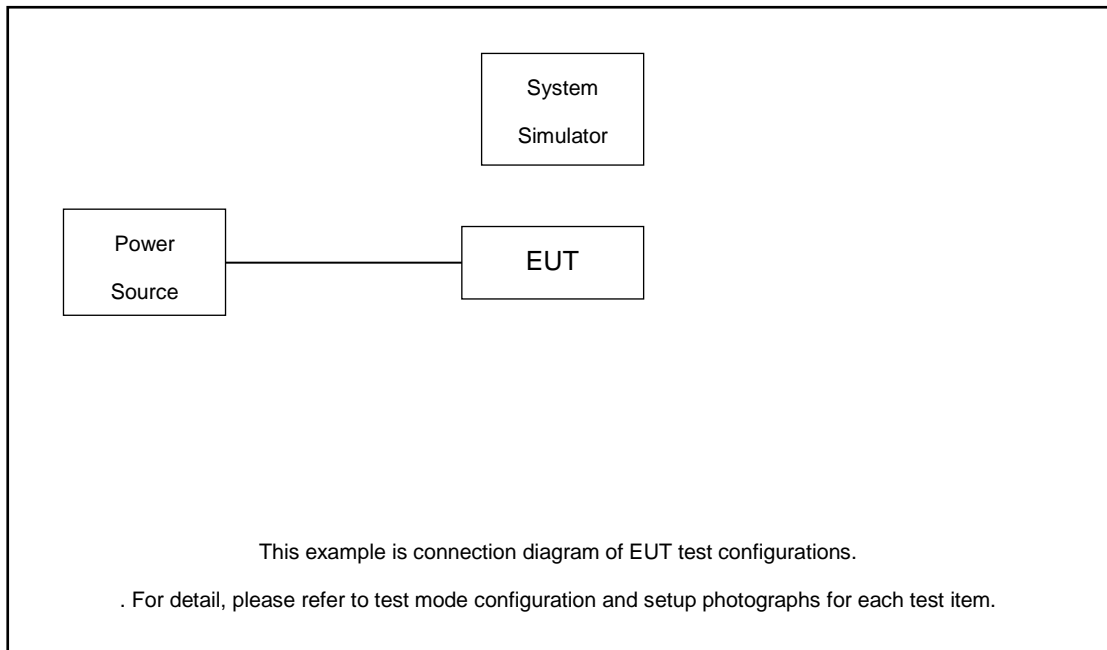 System
Simulator
Power
Source
EUT
This example is connection diagram of EUT test configurations.
. For detail, please refer to test mode configuration and setup photographs for each test item.